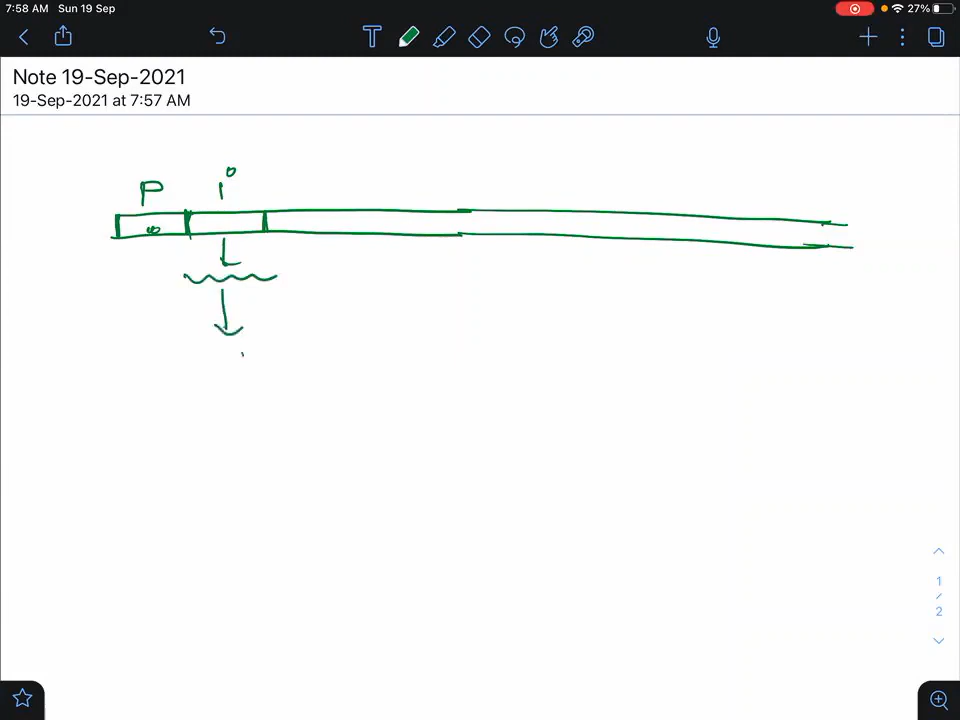 7:58 AM Sun 19 Sep 27%
Note 19-Sep-2021
19-Sep-2021 at 7:57 AM
P 1°
1
/
2